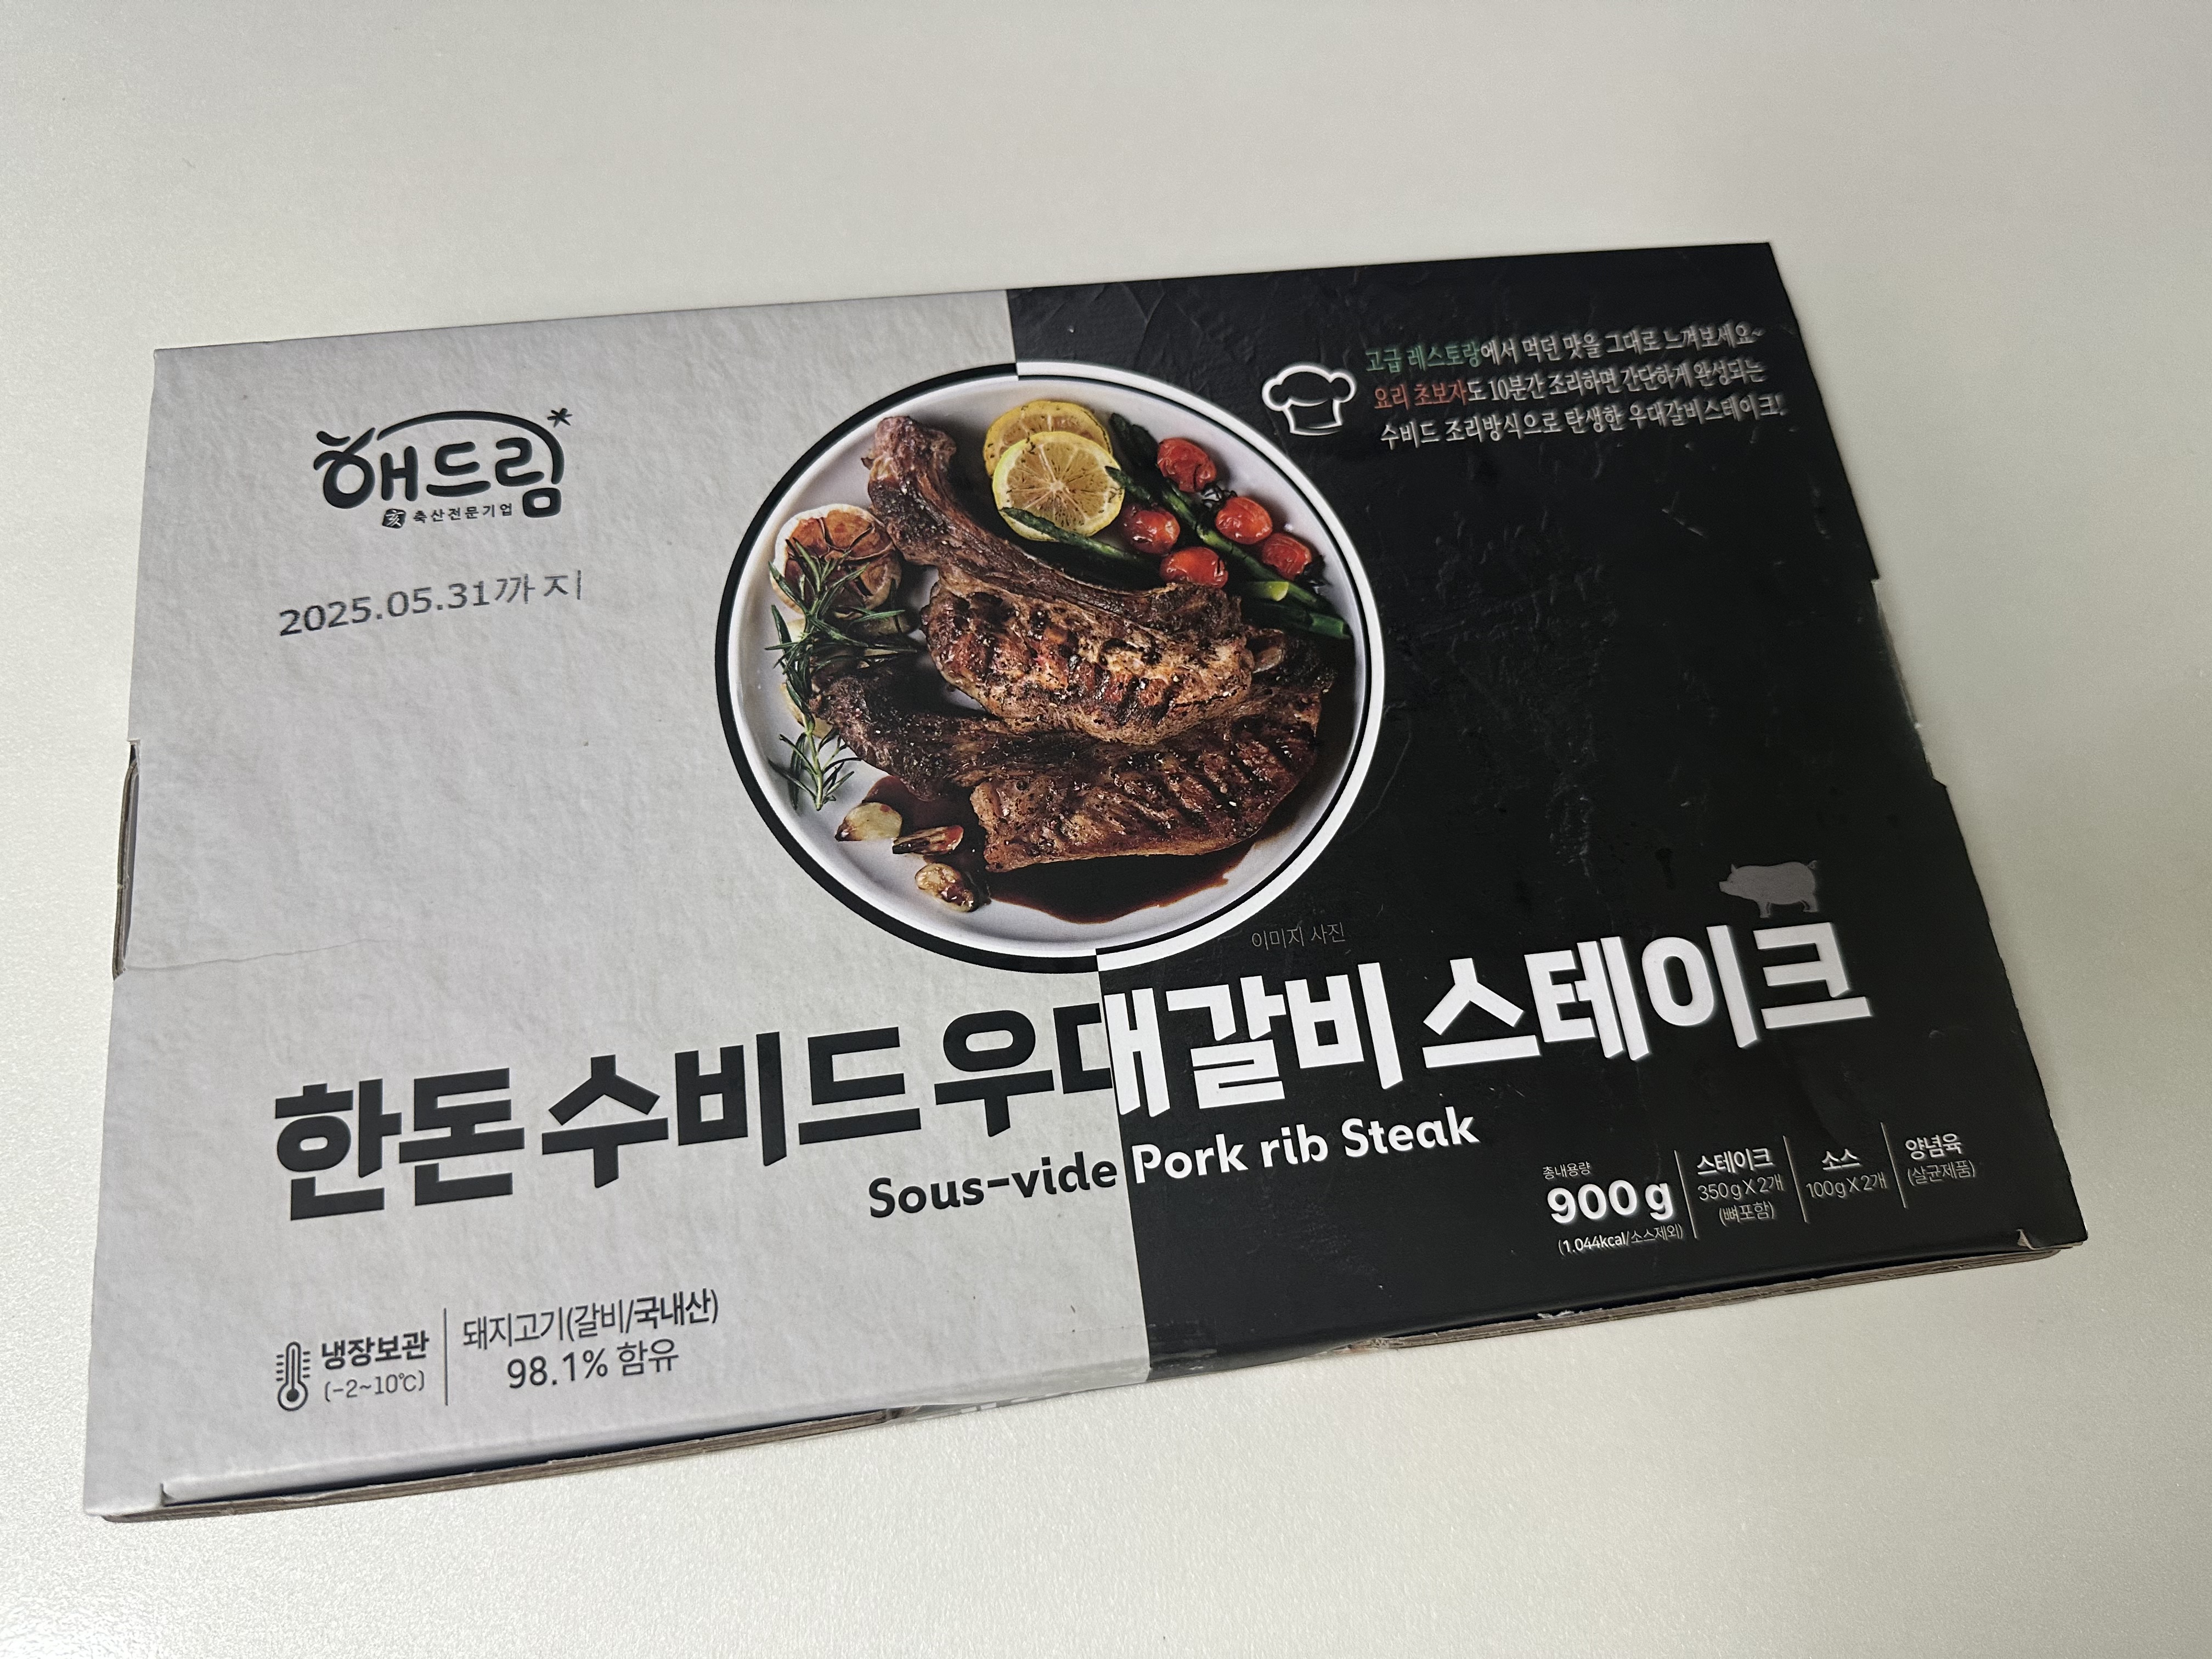 해드림
亥 축산전문기업
2025.05.31까지
고급 레스토랑에서 먹던 맛을 그대로 느껴보세요~
요리 초보자도 10분간 조리하면 간단하게 완성되는
수비드 조리방식으로 탄생한 우대갈비스테이크!
이미지 사진
한돈 수비드 우대갈비 스테이크
Sous-vide Pork rib Steak
총내용량
900 g
(1,044kcal/소스제외)
스테이크
350g X 2개
(뼈포함)
소스
100g X 2개
양념육
(살균제품)
냉장보관
(-2~10℃)
돼지고기(갈비/국내산)
98.1% 함유